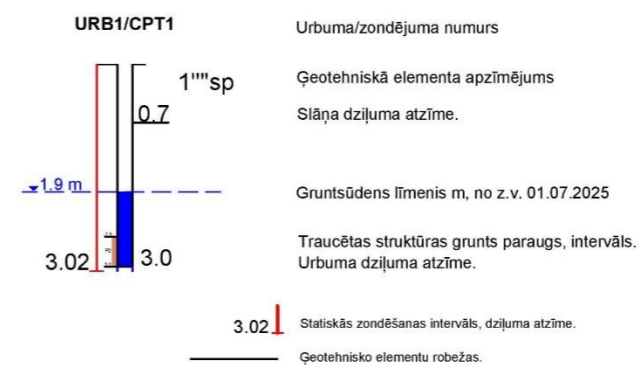 URB1/CPT1 Urbuma/zondējuma numurs
1""sp Ģeotehniskā elementa apzīmējums
0.7 Slāņa dziļuma atzīme.
1.9 m Gruntsūdens līmenis m, no z.v. 01.07.2025
Traucētas struktūras grunts paraugs, intervāls.
3.02 3.0 Urbuma dziļuma atzīme.
3.02 Statiskās zondēšanas intervāls, dziļuma atzīme.
Ģeotehnisko elementu robežas.